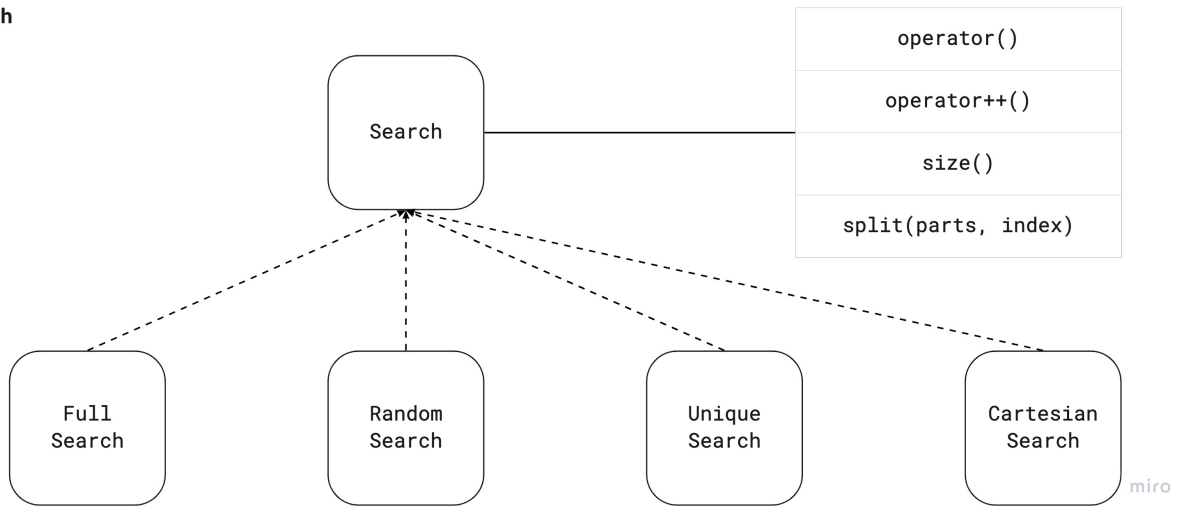 h
operator()
operator++()
Search
size()
split(parts, index)
Full
Search
Random
Search
Unique
Search
Cartesian
Search
miro